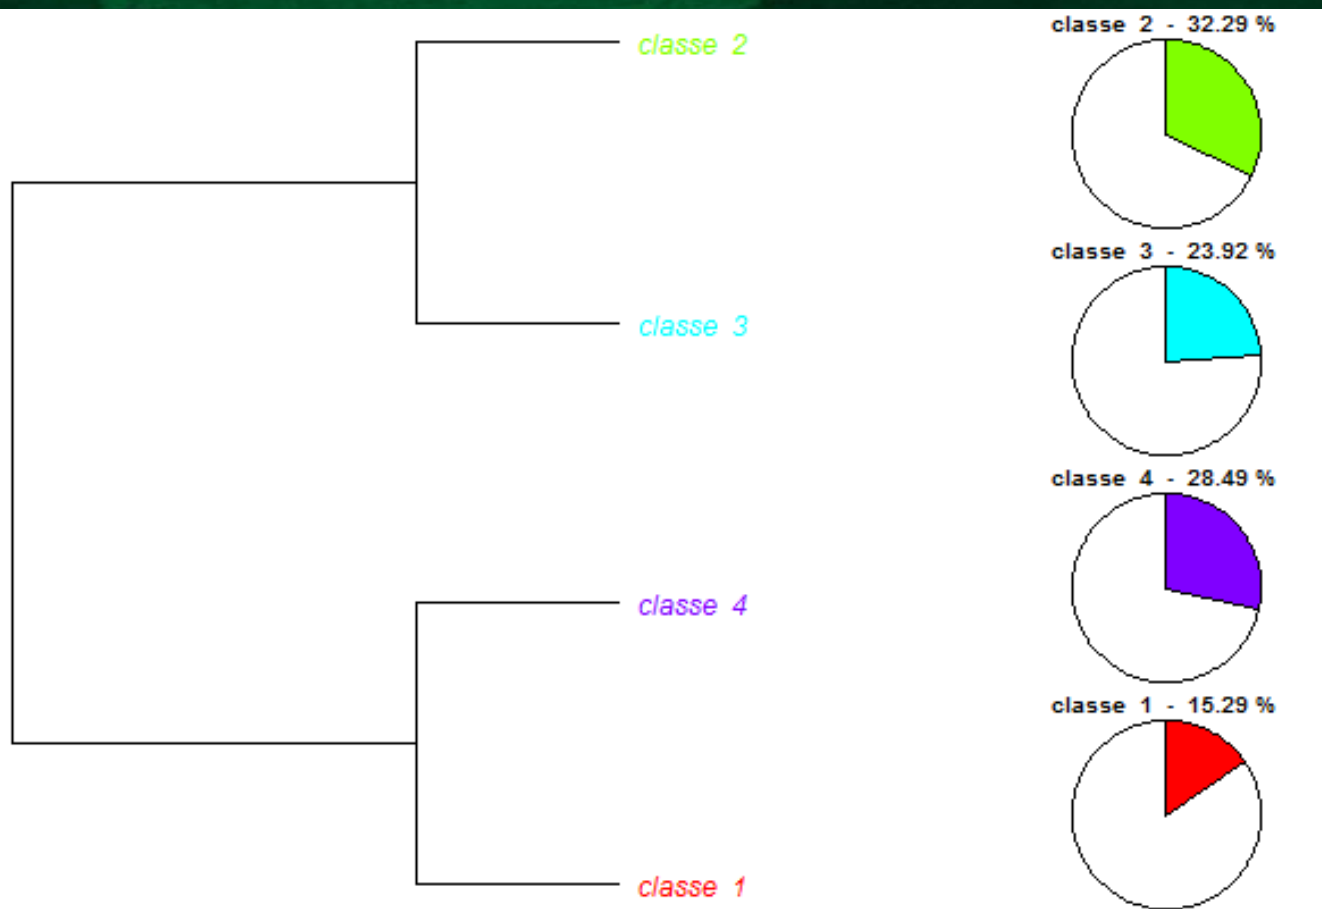 classe 2
classe 3
classe 4
classe 1
classe 2 - 32.29 %
classe 3 - 23.92 %
classe 4 - 28.49 %
classe 1 - 15.29 %